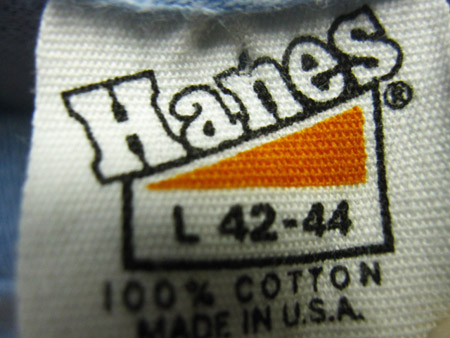 Hanes®
L 42-44
100% COTTON
MADE IN U.S.A.